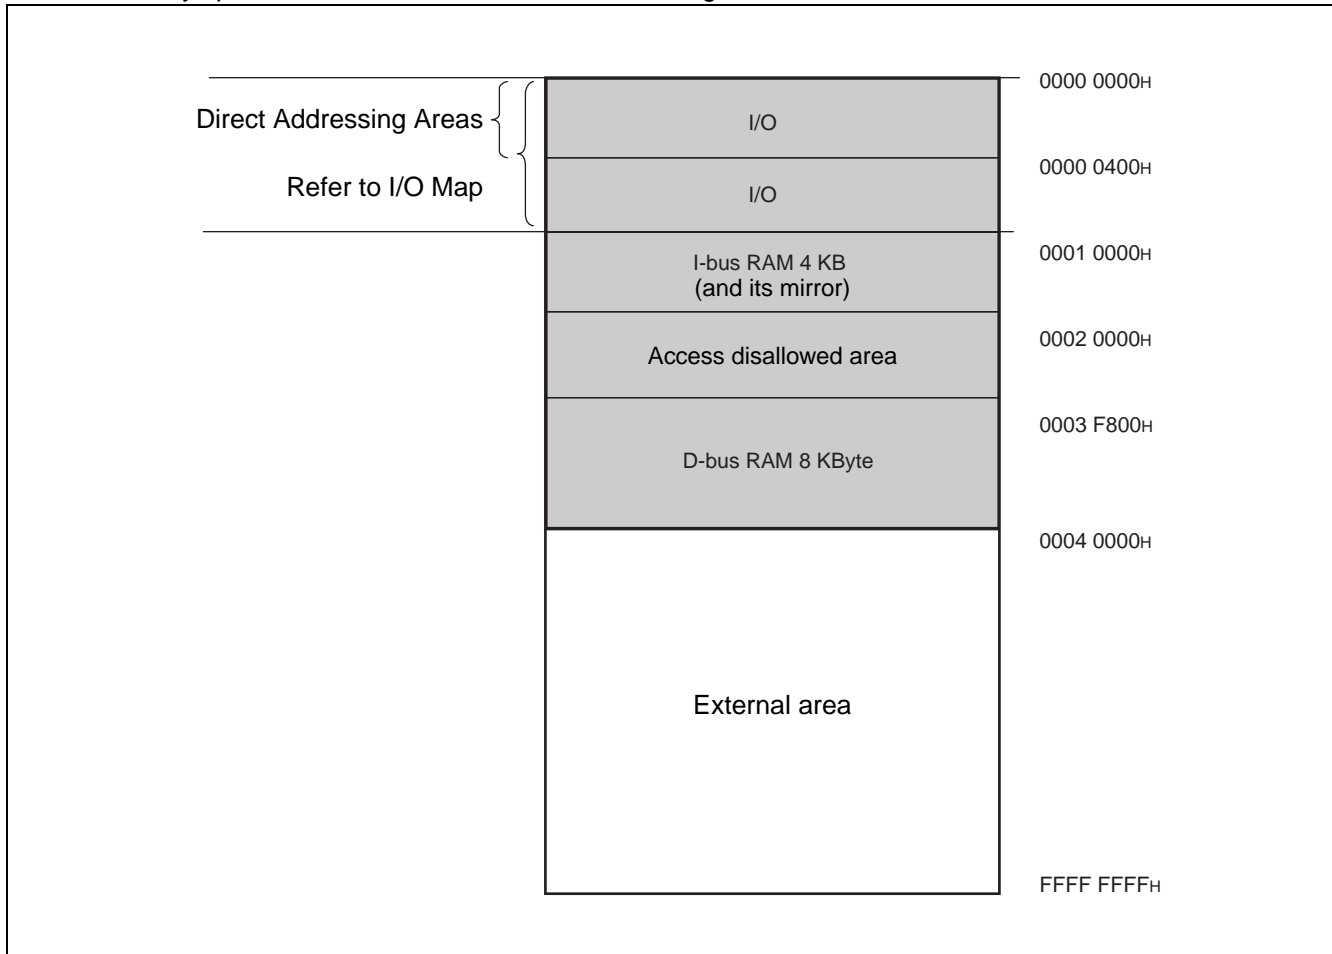 0000 0000H
Direct Addressing Areas
I/O
0000 0400H
Refer to I/O Map
I/O
0001 0000H
I-bus RAM 4 KB
(and its mirror)
0002 0000H
Access disallowed area
0003 F800H
D-bus RAM 8 KByte
0004 0000H
External area
FFFF FFFFH